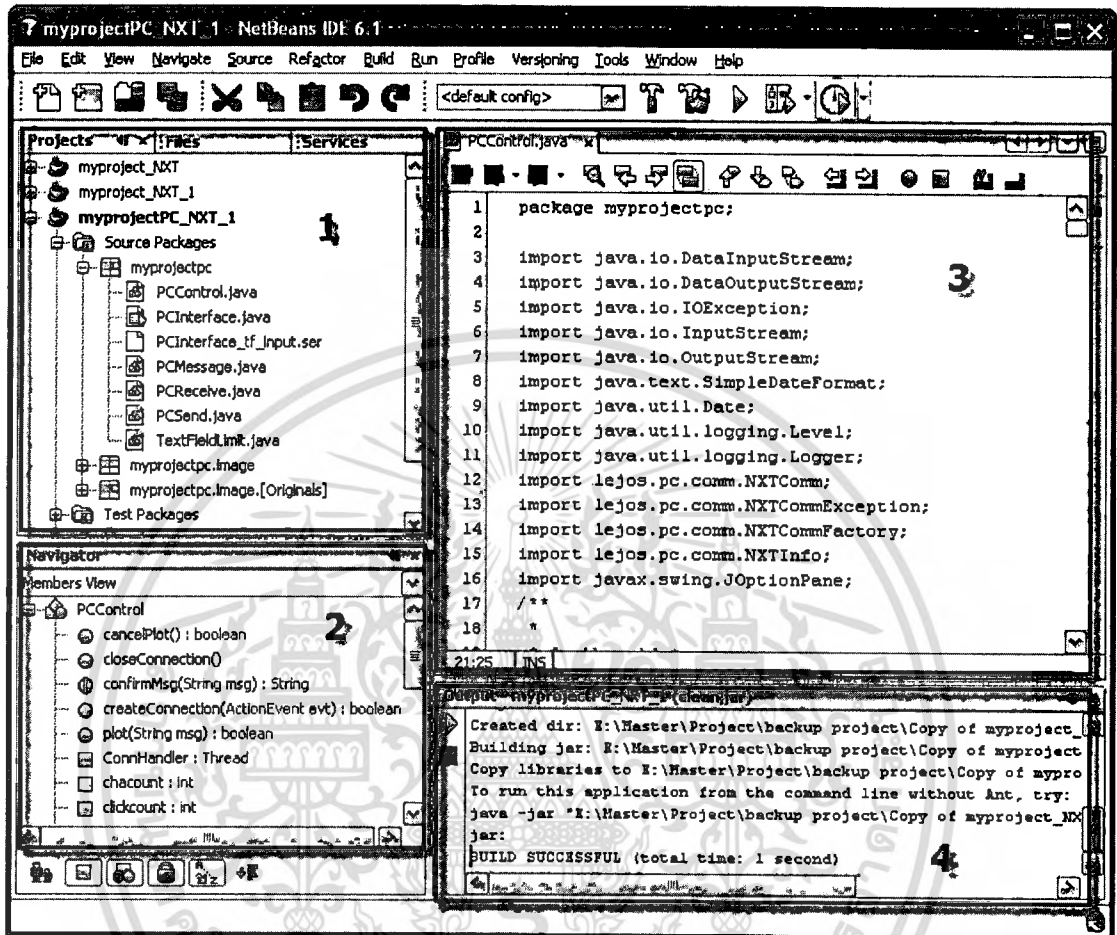 myprojectPC_NXT_1 - NetBeans IDE 6.1
File Edit View Navigate Source Refactor Build Run Profile Versioning Tools Window Help
<default config>
Projects Files Services
myproject_NXT
myproject_NXT_1
myprojectPC_NXT_1
1
Source Packages
myprojectpc
PCControl.java
PCInterface.java
PCInterface_tf_input.ser
PCMessage.java
PCReceive.java
PCSend.java
TextFieldLimit.java
myprojectpc.Image
myprojectpc.Image.[Originals]
Test Packages
Navigator
Members View
PCControl
2
cancelPlot() : boolean
closeConnection()
confirmMsg(String msg) : String
createConnection(ActionEvent evt) : boolean
plot(String msg) : boolean
ConnHandler : Thread
chacount : int
clickcount : int
PCControl.java
3
1 package myprojectpc;
2
3 import java.io.DataInputStream;
4 import java.io.DataOutputStream;
5 import java.io.IOException;
6 import java.io.InputStream;
7 import java.io.OutputStream;
8 import java.text.SimpleDateFormat;
9 import java.util.Date;
10 import java.util.logging.Level;
11 import java.util.logging.Logger;
12 import lejos.pc.comm.NXTComm;
13 import lejos.pc.comm.NXTCommException;
14 import lejos.pc.comm.NXTCommFactory;
15 import lejos.pc.comm.NXTInfo;
16 import javax.swing.JOptionPane;
17 /**
18 *
21:25 INS
Output - myprojectPC_NXT_1 (clean,jar)
Created dir: E:\Master\Project\backup project\Copy of myproject_
Building jar: E:\Master\Project\backup project\Copy of myproject
Copy libraries to E:\Master\Project\backup project\Copy of mypro
To run this application from the command line without Ant, try:
java -jar "E:\Master\Project\backup project\Copy of myproject_NX
jar:
BUILD SUCCESSFUL (total time: 1 second)
4